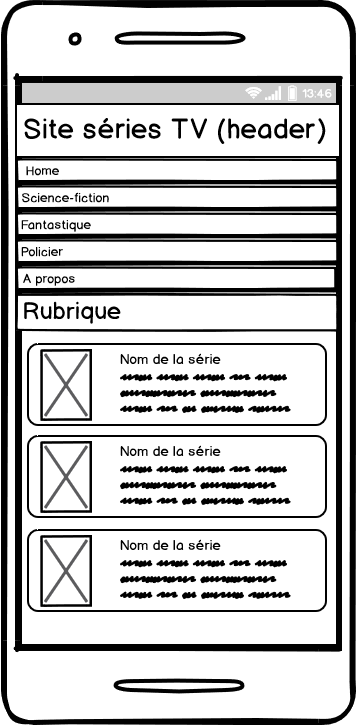 13:46
Site séries TV (header)
Home
Science-fiction
Fantastique
Policier
A propos
Rubrique
Nom de la série
Nom de la série
Nom de la série